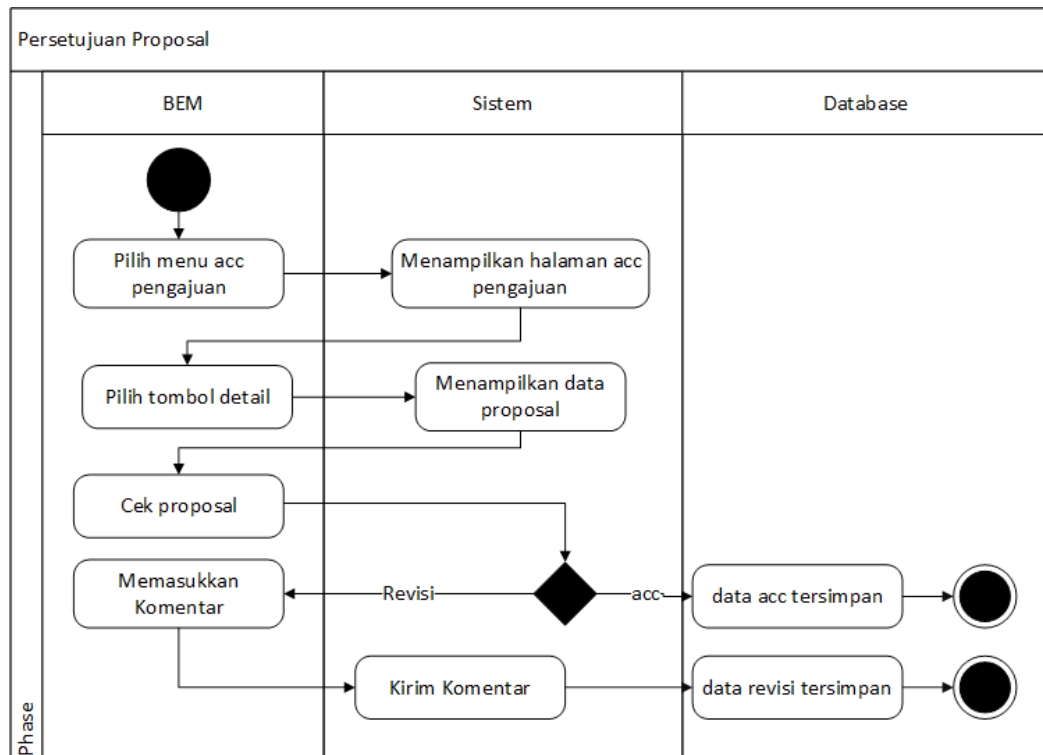 Persetujuan Proposal
BEM
Sistem
Database
Pilih menu acc
pengajuan
Menampilkan halaman acc
pengajuan
Pilih tombol detail
Menampilkan data
proposal
Cek proposal
Memasukkan
Komentar
Revisi
acc
data acc tersimpan
Kirim Komentar
data revisi tersimpan
Phase